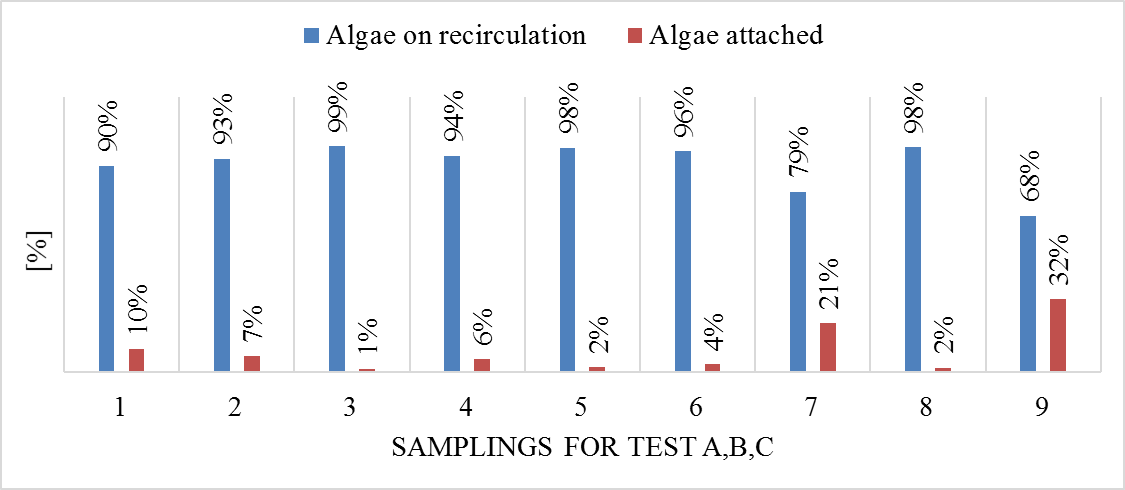 Algae on recirculation Algae attached
90% 10% 93% 7% 99% 1% 94% 6% 98% 2% 96% 4% 79% 21% 98% 2% 68% 32%
[%]
1 2 3 4 5 6 7 8 9
SAMPLINGS FOR TEST A,B,C